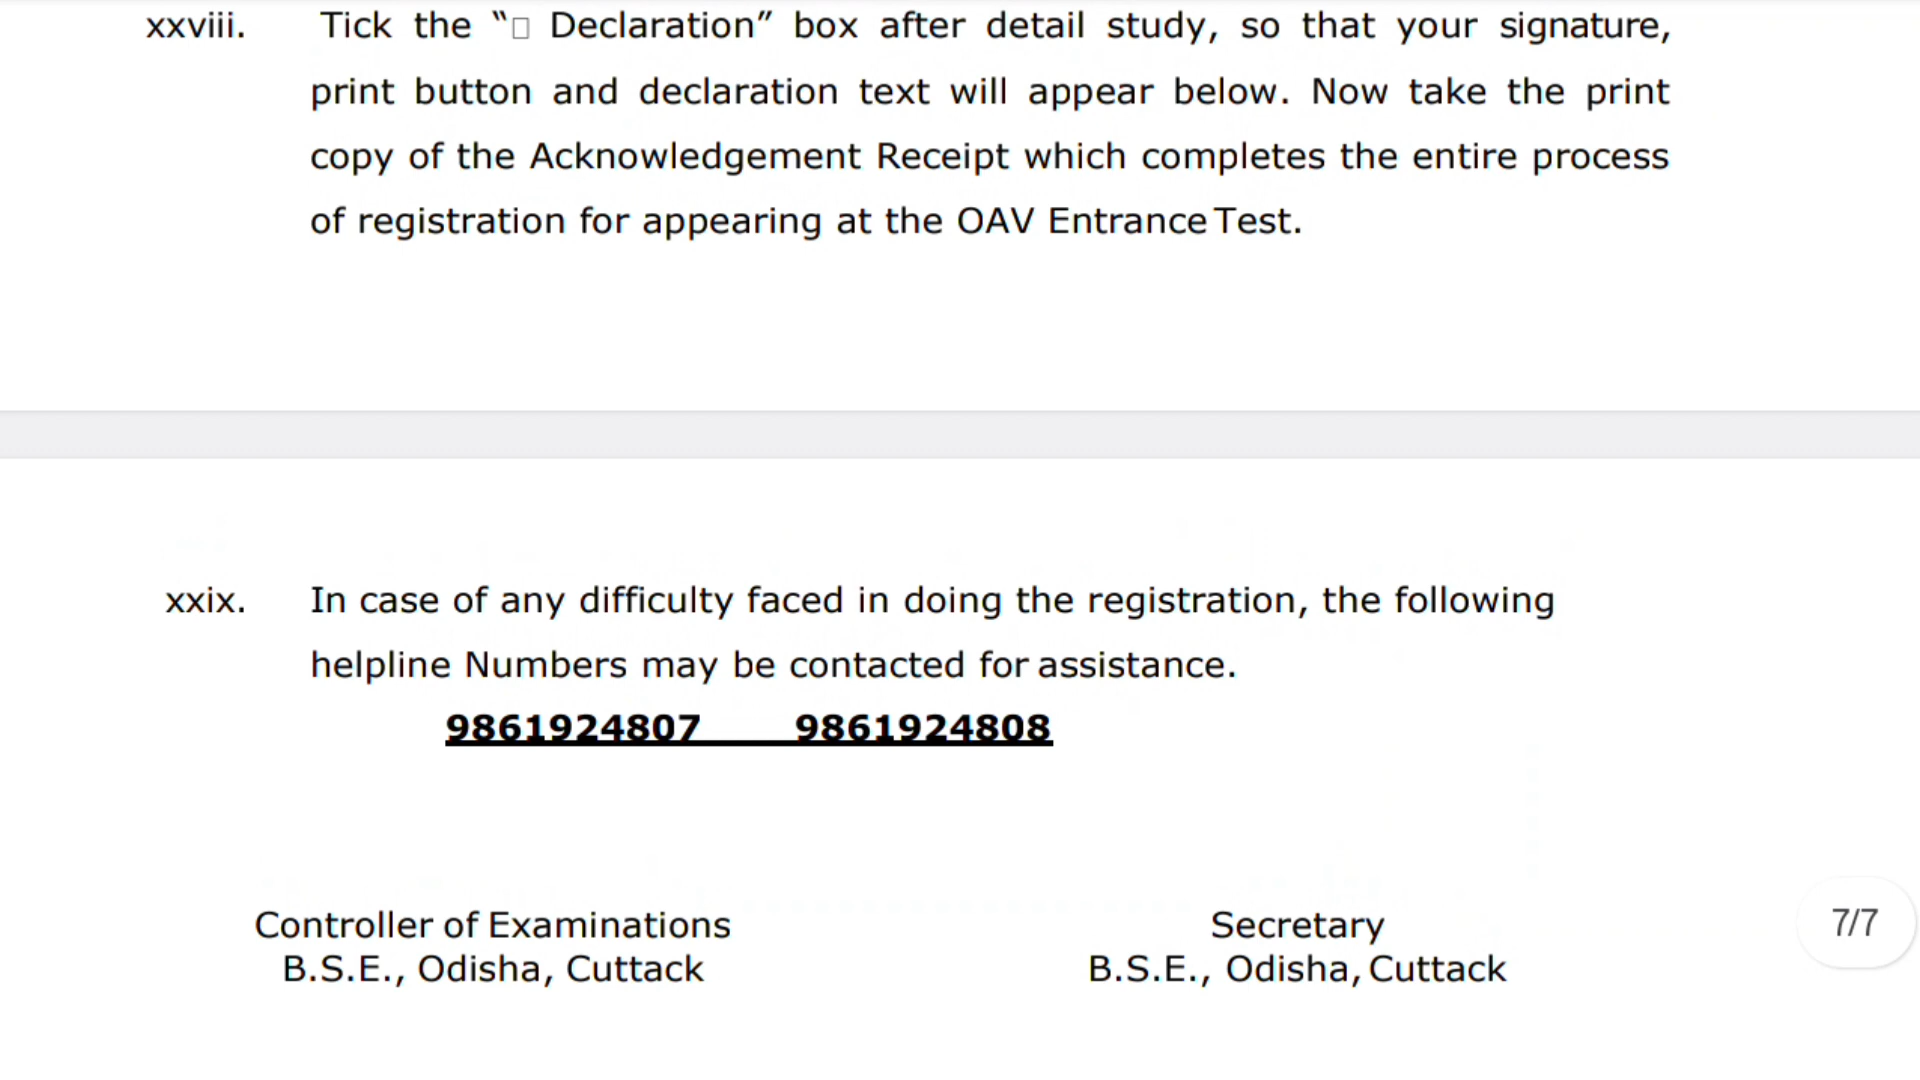 xxviii. Tick the “▯ Declaration” box after detail study, so that your signature,
print button and declaration text will appear below. Now take the print
copy of the Acknowledgement Receipt which completes the entire process
of registration for appearing at the OAV Entrance Test.
xxix. In case of any difficulty faced in doing the registration, the following
helpline Numbers may be contacted for assistance.
9861924807 9861924808
Controller of Examinations
B.S.E., Odisha, Cuttack
Secretary
B.S.E., Odisha, Cuttack
7/7